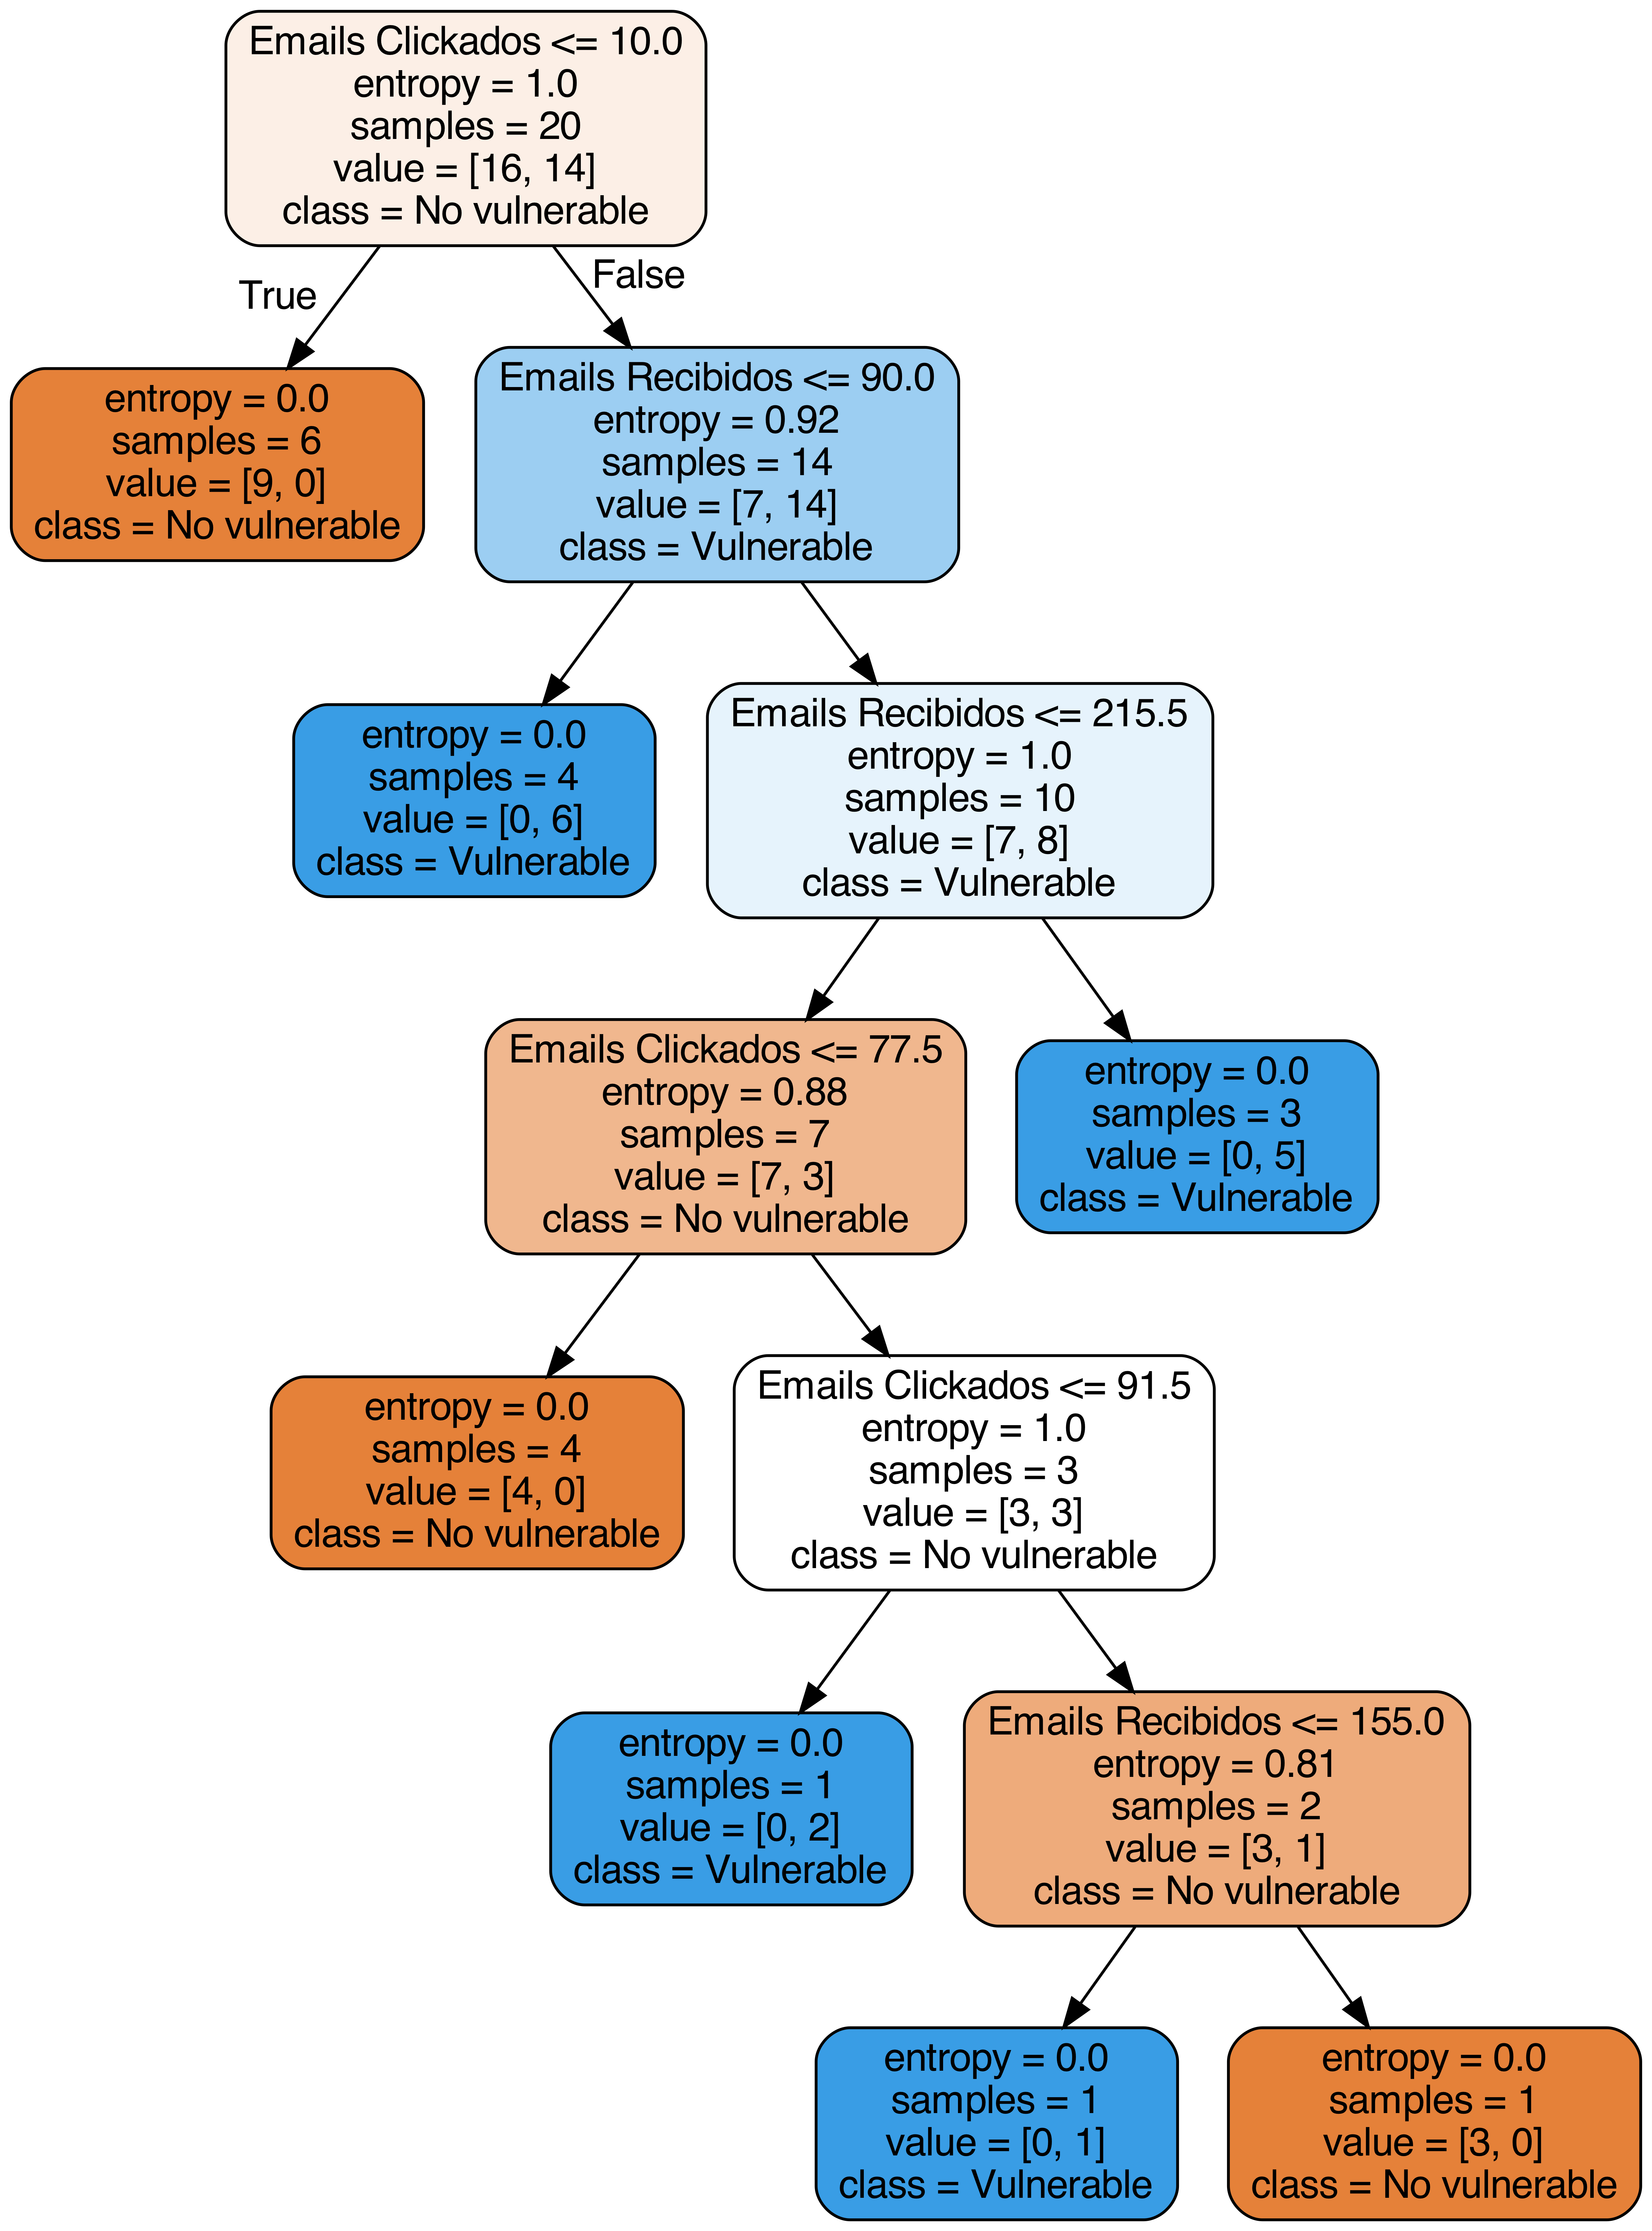 Emails Clickados <= 10.0
entropy = 1.0
samples = 20
value = [16, 14]
class = No vulnerable
True
False
entropy = 0.0
samples = 6
value = [9, 0]
class = No vulnerable
Emails Recibidos <= 90.0
entropy = 0.92
samples = 14
value = [7, 14]
class = Vulnerable
entropy = 0.0
samples = 4
value = [0, 6]
class = Vulnerable
Emails Recibidos <= 215.5
entropy = 1.0
samples = 10
value = [7, 8]
class = Vulnerable
Emails Clickados <= 77.5
entropy = 0.88
samples = 7
value = [7, 3]
class = No vulnerable
entropy = 0.0
samples = 3
value = [0, 5]
class = Vulnerable
entropy = 0.0
samples = 4
value = [4, 0]
class = No vulnerable
Emails Clickados <= 91.5
entropy = 1.0
samples = 3
value = [3, 3]
class = No vulnerable
entropy = 0.0
samples = 1
value = [0, 2]
class = Vulnerable
Emails Recibidos <= 155.0
entropy = 0.81
samples = 2
value = [3, 1]
class = No vulnerable
entropy = 0.0
samples = 1
value = [0, 1]
class = Vulnerable
entropy = 0.0
samples = 1
value = [3, 0]
class = No vulnerable